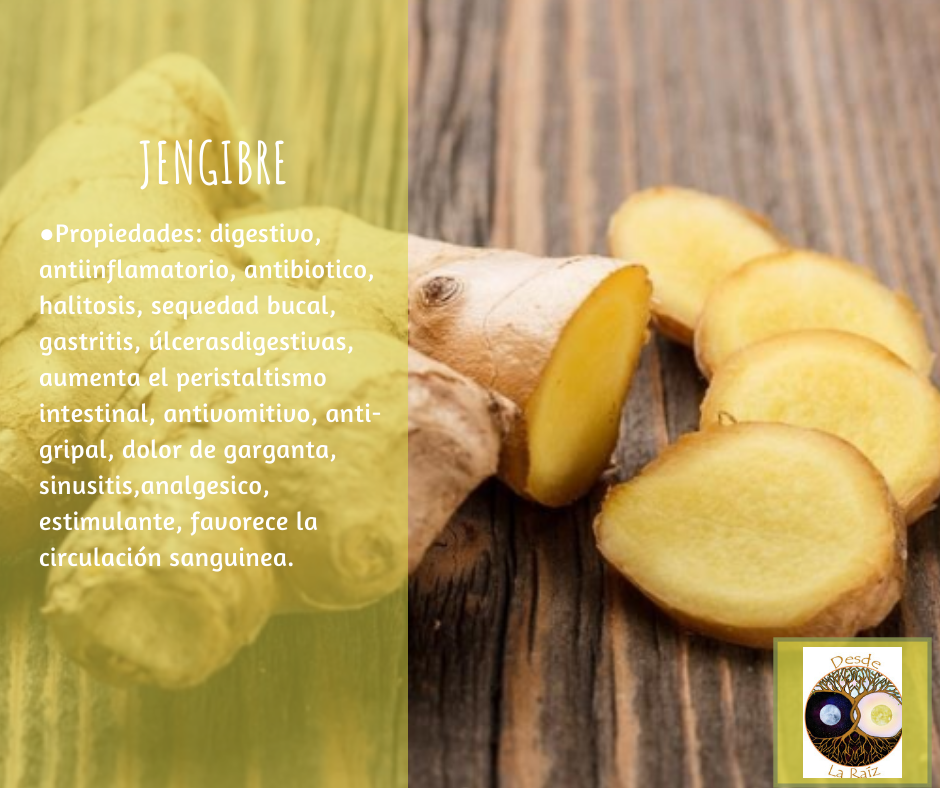 JENGIBRE
●Propiedades: digestivo,
antiinflamatorio, antibiotico,
halitosis, sequedad bucal,
gastritis, úlcerasdigestivas,
aumenta el peristaltismo
intestinal, antivomitivo, anti-
gripal, dolor de garganta,
sinusitis,analgesico,
estimulante, favorece la
circulación sanguinea.
Desde
La Raíz